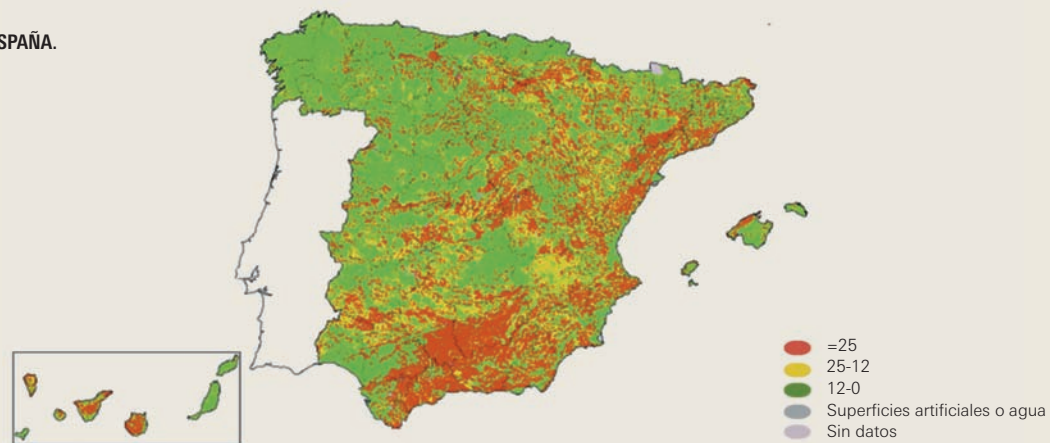 SPAÑA.
=25
25-12
12-0
Superficies artificiales o agua
Sin datos